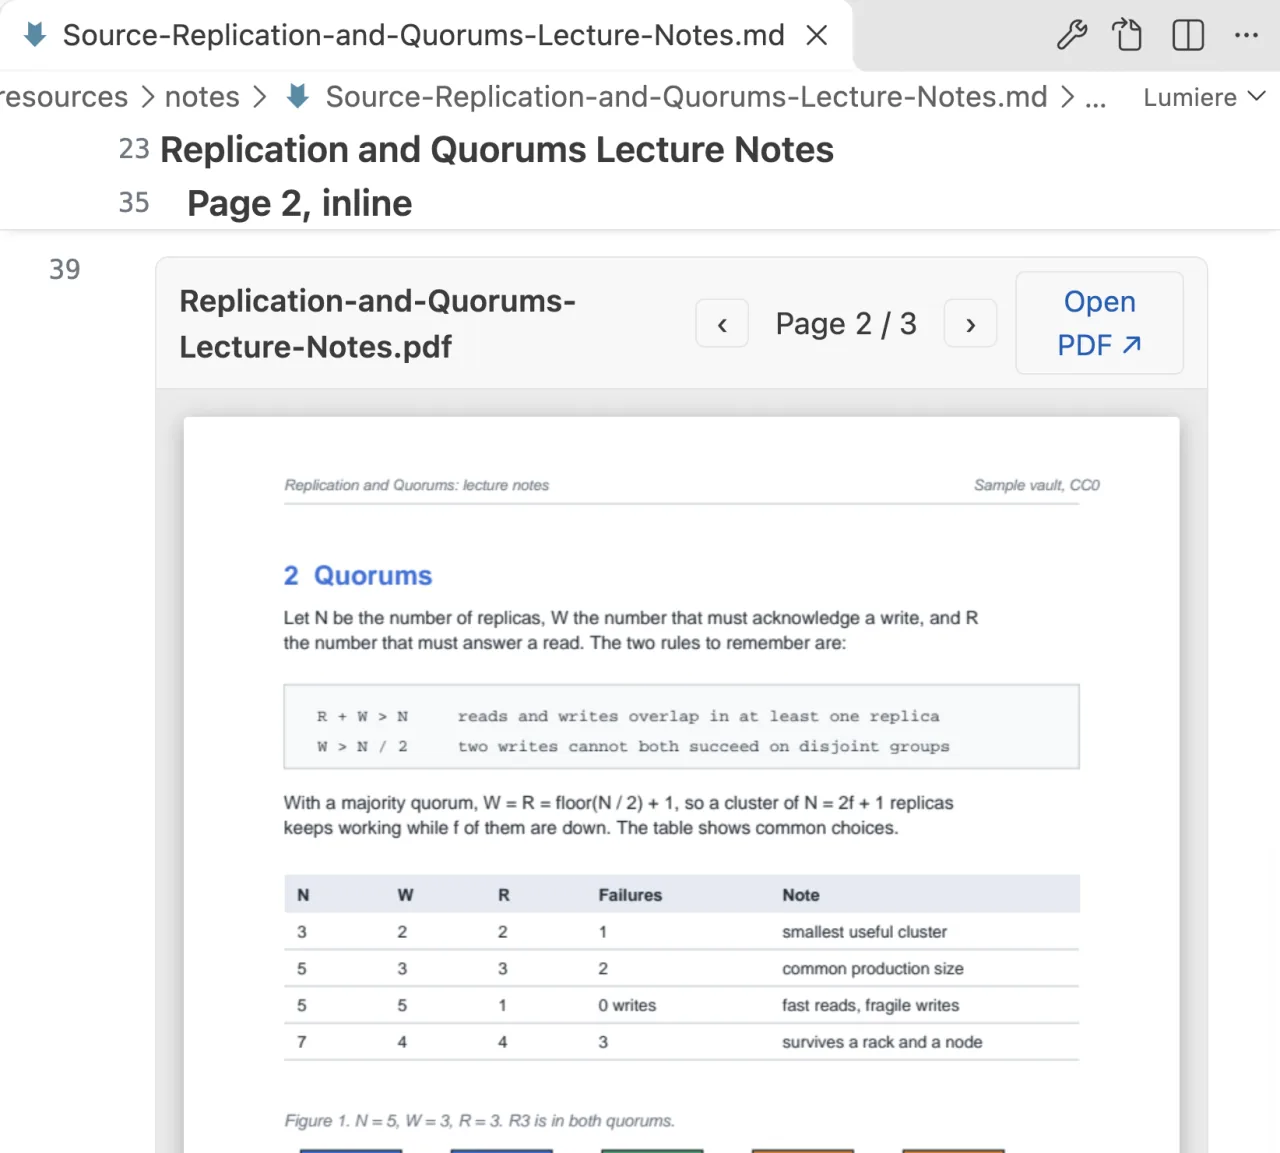 Source-Replication-and-Quorums-Lecture-Notes.md
resources > notes > Source-Replication-and-Quorums-Lecture-Notes.md > ... Lumiere
23 Replication and Quorums Lecture Notes
35 Page 2, inline
39
Replication-and-Quorums-
Lecture-Notes.pdf
‹ Page 2 / 3 ›
Open
PDF ↗
Replication and Quorums: lecture notes Sample vault, CC0
2 Quorums
Let N be the number of replicas, W the number that must acknowledge a write, and R
the number that must answer a read. The two rules to remember are:
R + W > N reads and writes overlap in at least one replica
W > N / 2 two writes cannot both succeed on disjoint groups
With a majority quorum, W = R = floor(N / 2) + 1, so a cluster of N = 2f + 1 replicas
keeps working while f of them are down. The table shows common choices.
N W R Failures Note
3 2 2 1 smallest useful cluster
5 3 3 2 common production size
5 5 1 0 writes fast reads, fragile writes
7 4 4 3 survives a rack and a node
Figure 1. N = 5, W = 3, R = 3. R3 is in both quorums.